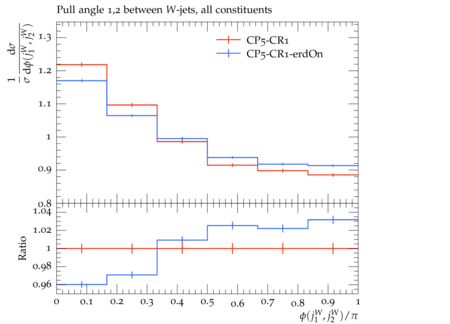 Pull angle 1,2 between W-jets, all constituents
1/σ dσ/dϕ(j₁ᵂ, j₂ᵂ)
CP5-CR1
CP5-CR1-erdOn
1.3
1.2
1.1
1
0.9
0.8
Ratio
1.04
1.02
1
0.98
0.96
0 0.1 0.2 0.3 0.4 0.5 0.6 0.7 0.8 0.9 1
ϕ(j₁ᵂ, j₂ᵂ)/π